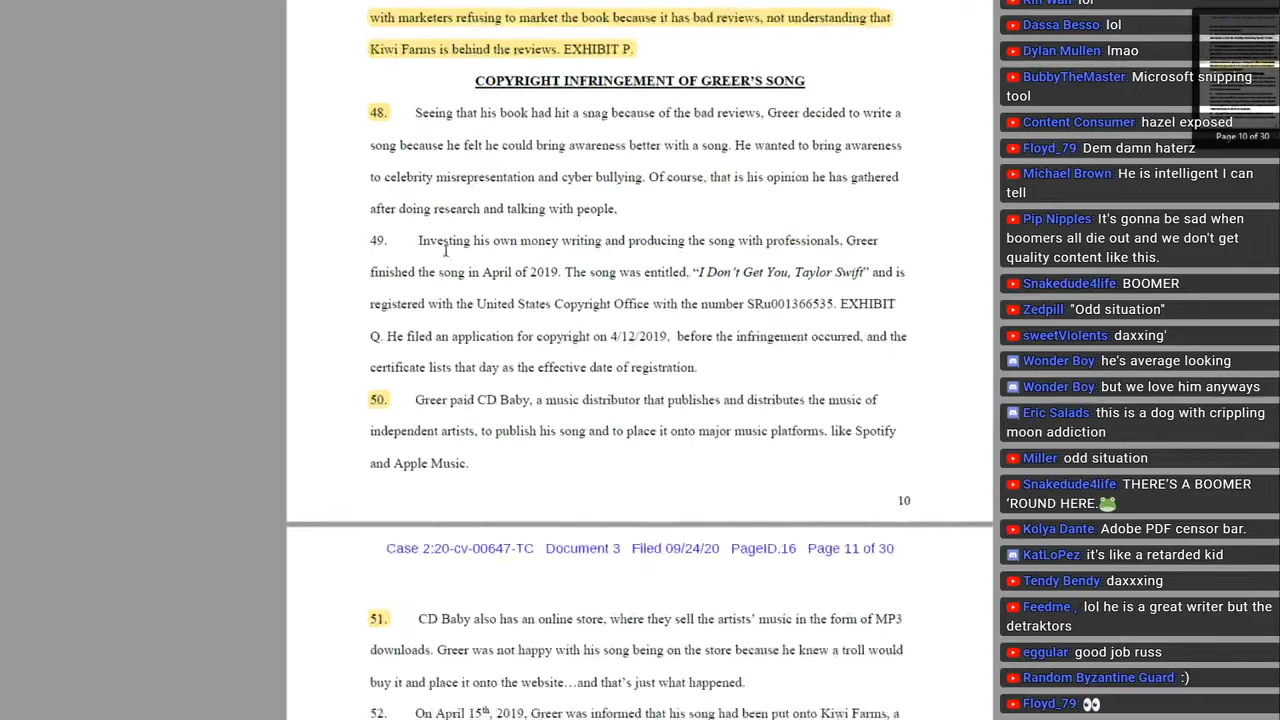 with marketers refusing to market the book because it has bad reviews, not understanding that
Kiwi Farms is behind the reviews. EXHIBIT P.
COPYRIGHT INFRINGEMENT OF GREER'S SONG
48. Seeing that his book had hit a snag because of the bad reviews, Greer decided to write a
song because he felt he could bring awareness better with a song. He wanted to bring awareness
to celebrity misrepresentation and cyber bullying. Of course, that is his opinion he has gathered
after doing research and talking with people,
49. Investing his own money writing and producing the song with professionals, Greer
finished the song in April of 2019. The song was entitled, "I Don't Get You, Taylor Swift" and is
registered with the United States Copyright Office with the number SRu001366535. EXHIBIT
Q. He filed an application for copyright on 4/12/2019, before the infringement occurred, and the
certificate lists that day as the effective date of registration.
50. Greer paid CD Baby, a music distributor that publishes and distributes the music of
independent artists, to publish his song and to place it onto major music platforms, like Spotify
and Apple Music.
10
Case 2:20-cv-00647-TC Document 3 Filed 09/24/20 PageID.16 Page 11 of 30
51. CD Baby also has an online store, where they sell the artists' music in the form of MP3
downloads. Greer was not happy with his song being on the store because he knew a troll would
buy it and place it onto the website…and that's just what happened.
52. On April 15th, 2019, Greer was informed that his song had been put onto Kiwi Farms, a
lol
Dassa Besso: lol
Dylan Mullen: lmao
BubbyTheMaster: Microsoft snipping
tool
Content Consumer: hazel exposed
Page 10 of 30
Floyd_79: Dem damn haterz
Michael Brown: He is intelligent I can
tell
Pip Nipples: It's gonna be sad when
boomers all die out and we don't get
quality content like this.
Snakedude4life: BOOMER
Zedpill: "Odd situation"
sweetViolents: daxxing'
Wonder Boy: he's average looking
Wonder Boy: but we love him anyways
Eric Salads: this is a dog with crippling
moon addiction
Miller: odd situation
Snakedude4life: THERE'S A BOOMER
'ROUND HERE.🐸
Kolya Dante: Adobe PDF censor bar.
KatLoPez: it's like a retarded kid
Tendy Bendy: daxxxing
Feedme ,: lol he is a great writer but the
detraktors
eggular: good job russ
Random Byzantine Guard: :)
Floyd_79: 👀